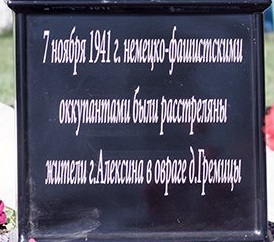 7 ноября 1941 г. немецко-фашистскими
оккупантами были расстреляны
жители г.Алексина в овраге д.Гремицы